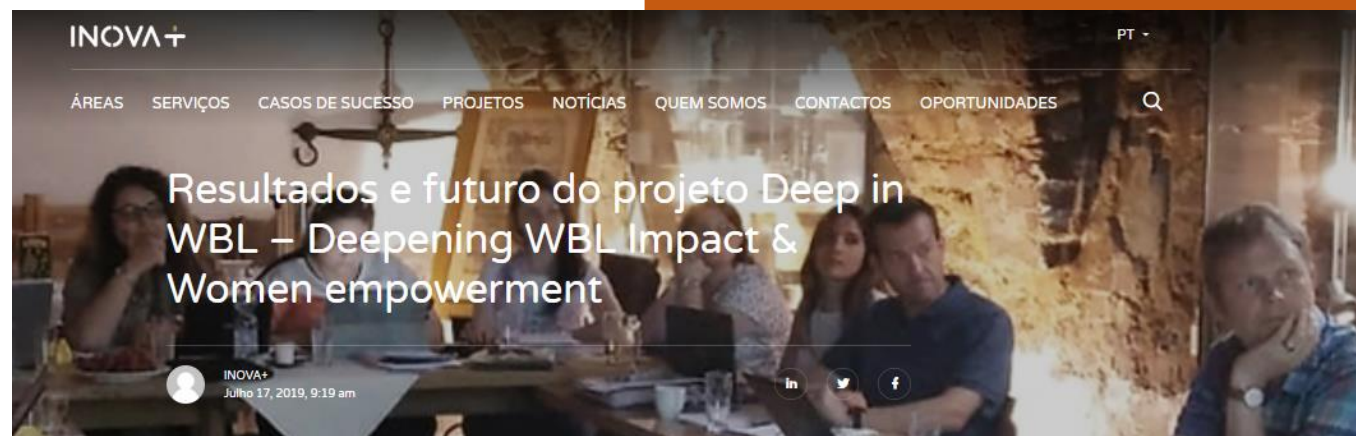 INOVA+
PT
ÁREAS SERVIÇOS CASOS DE SUCESSO PROJETOS NOTÍCIAS QUEM SOMOS CONTACTOS OPORTUNIDADES
Resultados e futuro do projeto Deep in
WBL – Deepening WBL Impact &
Women empowerment
INOVA+
Julho 17, 2019, 9:19 am